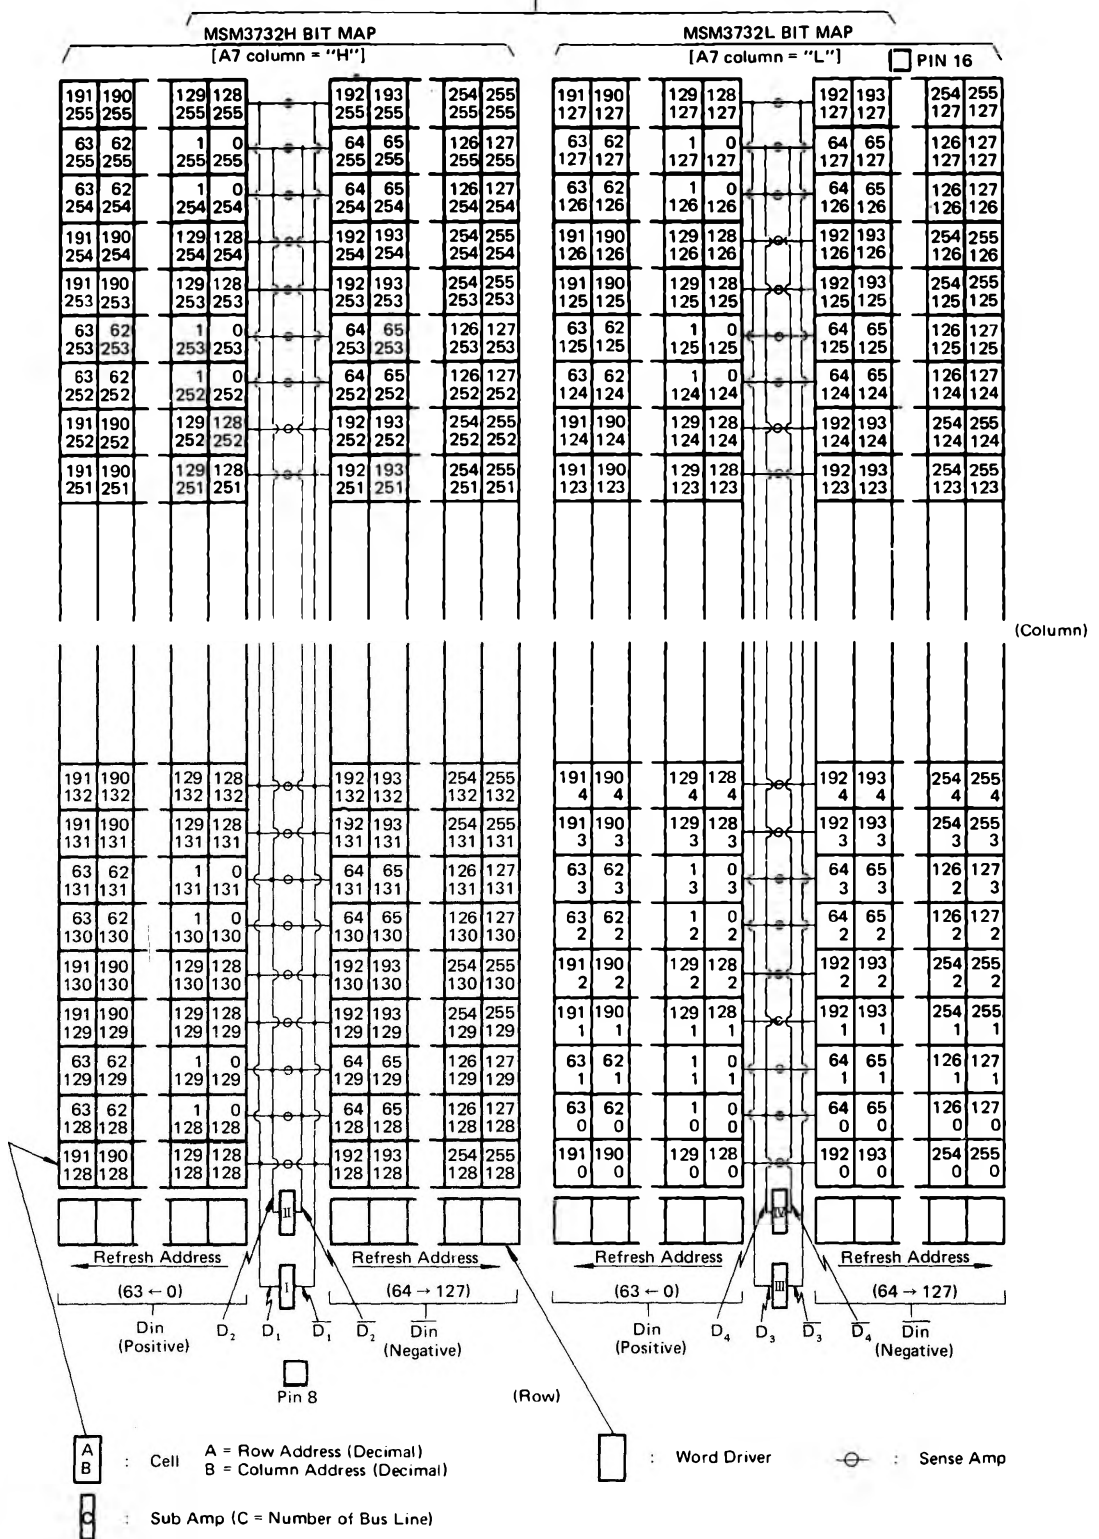 MSM3732H BIT MAP MSM3732L BIT MAP
[A7 column = "H"] [A7 column = "L"] PIN 16
191 190 129 128 192 193 254 255 191 190 129 128 192 193 254 255
255 255 255 255 255 255 255 255 127 127 127 127 127 127 127 127
63 62 1 0 64 65 126 127 63 62 1 0 64 65 126 127
255 255 255 255 255 255 255 255 127 127 127 127 127 127 127 127
63 62 1 0 64 65 126 127 63 62 1 0 64 65 126 127
254 254 254 254 254 254 254 254 126 126 126 126 126 126 126 126
191 190 129 128 192 193 254 255 191 190 129 128 192 193 254 255
254 254 254 254 254 254 254 254 126 126 126 126 126 126 126 126
191 190 129 128 192 193 254 255 191 190 129 128 192 193 254 255
253 253 253 253 253 253 253 253 125 125 125 125 125 125 125 125
63 62 1 0 64 65 126 127 63 62 1 0 64 65 126 127
253 253 253 253 253 253 253 253 125 125 125 125 125 125 125 125
63 62 1 0 64 65 126 127 63 62 1 0 64 65 126 127
252 252 252 252 252 252 252 252 124 124 124 124 124 124 124 124
191 190 129 128 192 193 254 255 191 190 129 128 192 193 254 255
252 252 252 252 252 252 252 252 124 124 124 124 124 124 124 124
191 190 129 128 192 193 254 255 191 190 129 128 192 193 254 255
251 251 251 251 251 251 251 251 123 123 123 123 123 123 123 123
(Column)
191 190 129 128 192 193 254 255 191 190 129 128 192 193 254 255
132 132 132 132 132 132 132 132 4 4 4 4 4 4 4 4
191 190 129 128 192 193 254 255 191 190 129 128 192 193 254 255
131 131 131 131 131 131 131 131 3 3 3 3 3 3 3 3
63 62 1 0 64 65 126 127 63 62 1 0 64 65 126 127
131 131 131 131 131 131 131 131 3 3 3 3 3 3 2 3
63 62 1 0 64 65 126 127 63 62 1 0 64 65 126 127
130 130 130 130 130 130 130 130 2 2 2 2 2 2 2 2
191 190 129 128 192 193 254 255 191 190 129 128 192 193 254 255
130 130 130 130 130 130 130 130 2 2 2 2 2 2 2 2
191 190 129 128 192 193 254 255 191 190 129 128 192 193 254 255
129 129 129 129 129 129 129 129 1 1 1 1 1 1 1 1
63 62 1 0 64 65 126 127 63 62 1 0 64 65 126 127
129 129 129 129 129 129 129 129 1 1 1 1 1 1 1 1
63 62 1 0 64 65 126 127 63 62 1 0 64 65 126 127
128 128 128 128 128 128 128 128 0 0 0 0 0 0 0 0
191 190 129 128 192 193 254 255 191 190 129 128 192 193 254 255
128 128 128 128 128 128 128 128 0 0 0 0 0 0 0 0
II IV
Refresh Address Refresh Address Refresh Address Refresh Address
(63 ← 0) I (64 → 127) (63 ← 0) III (64 → 127)
Din D₂ D₁ D̅₁ D̅₂ D̅i̅n̅ Din D₄ D₃ D̅₃ D̅₄ D̅i̅n̅
(Positive) (Negative) (Positive) (Negative)
Pin 8 (Row)
A B : Cell A = Row Address (Decimal)
B = Column Address (Decimal)
: Word Driver : Sense Amp
C : Sub Amp (C = Number of Bus Line)